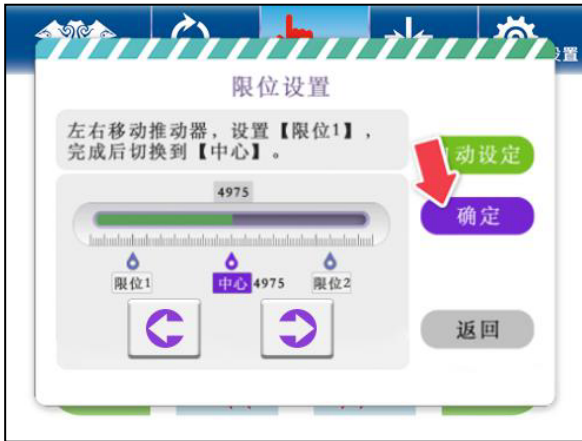 置
限位设置
左右移动推动器，设置【限位1】，
完成后切换到【中心】。
动设定
4975
确定
限位1
中心 4975
限位2
返回